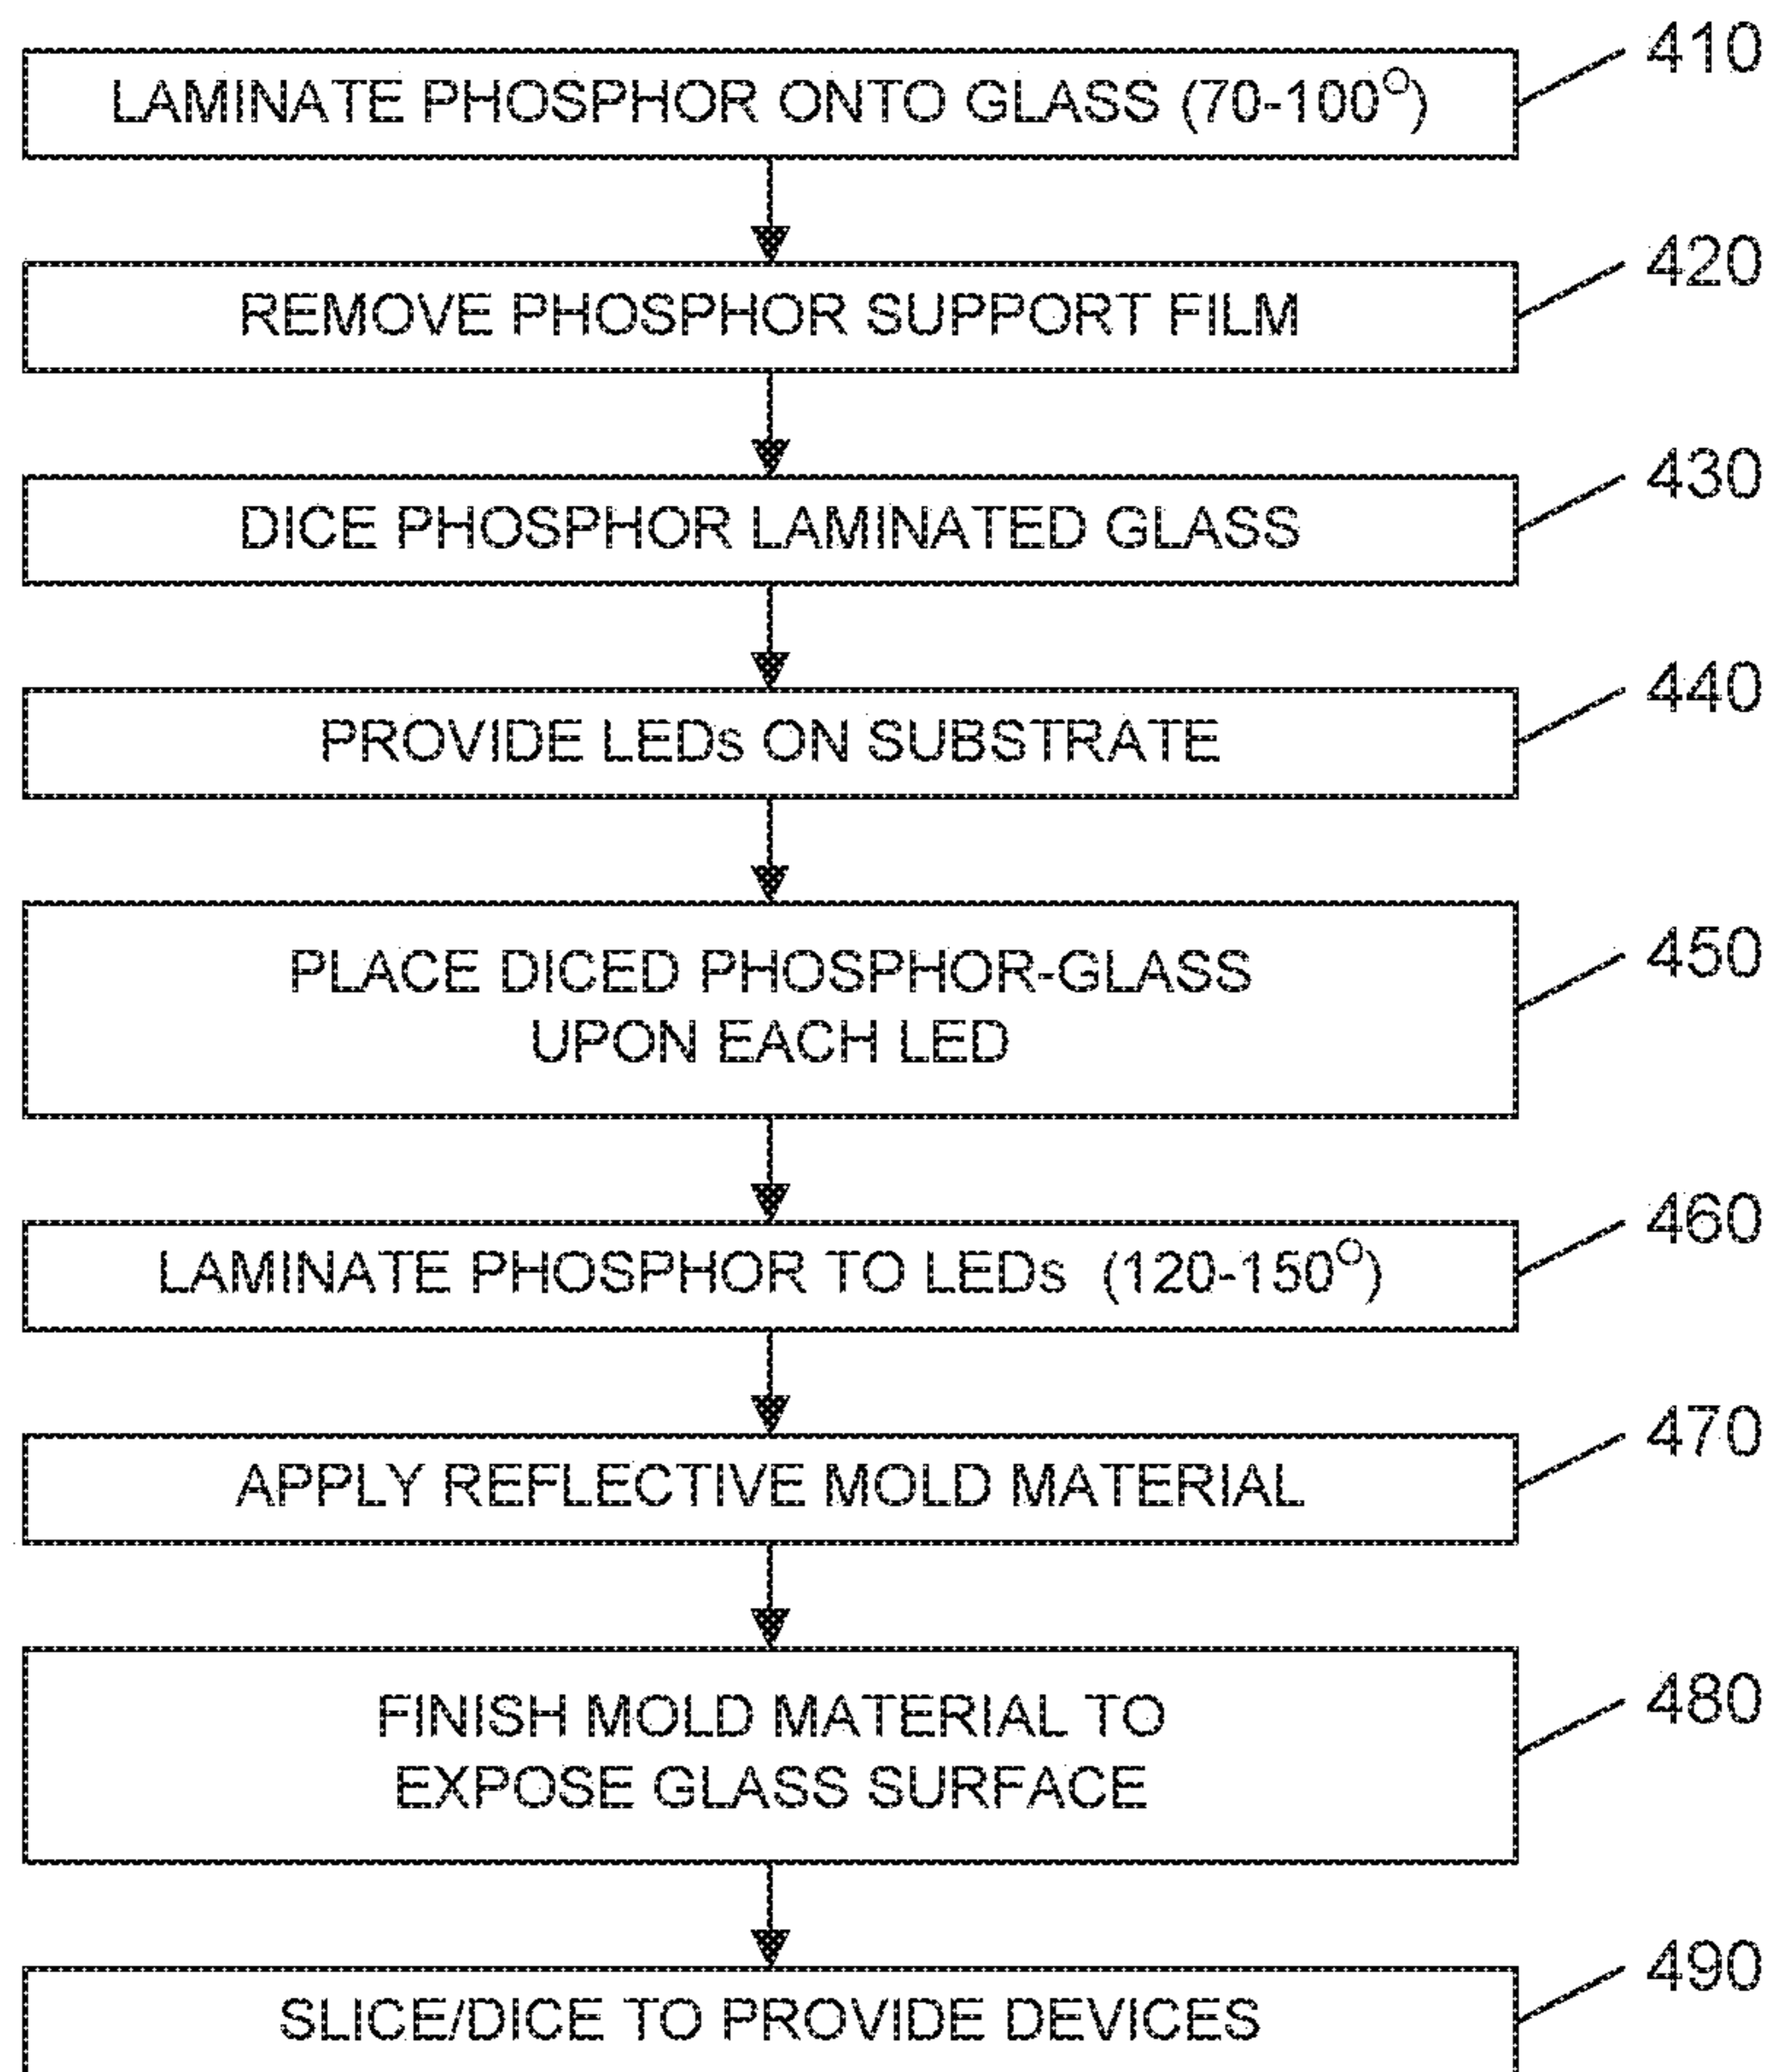 410
LAMINATE PHOSPHOR ONTO GLASS (70-100°)
420
REMOVE PHOSPHOR SUPPORT FILM
430
DICE PHOSPHOR LAMINATED GLASS
440
PROVIDE LEDs ON SUBSTRATE
450
PLACE DICED PHOSPHOR-GLASS
UPON EACH LED
460
LAMINATE PHOSPHOR TO LEDs (120-150°)
470
APPLY REFLECTIVE MOLD MATERIAL
480
FINISH MOLD MATERIAL TO
EXPOSE GLASS SURFACE
490
SLICE/DICE TO PROVIDE DEVICES